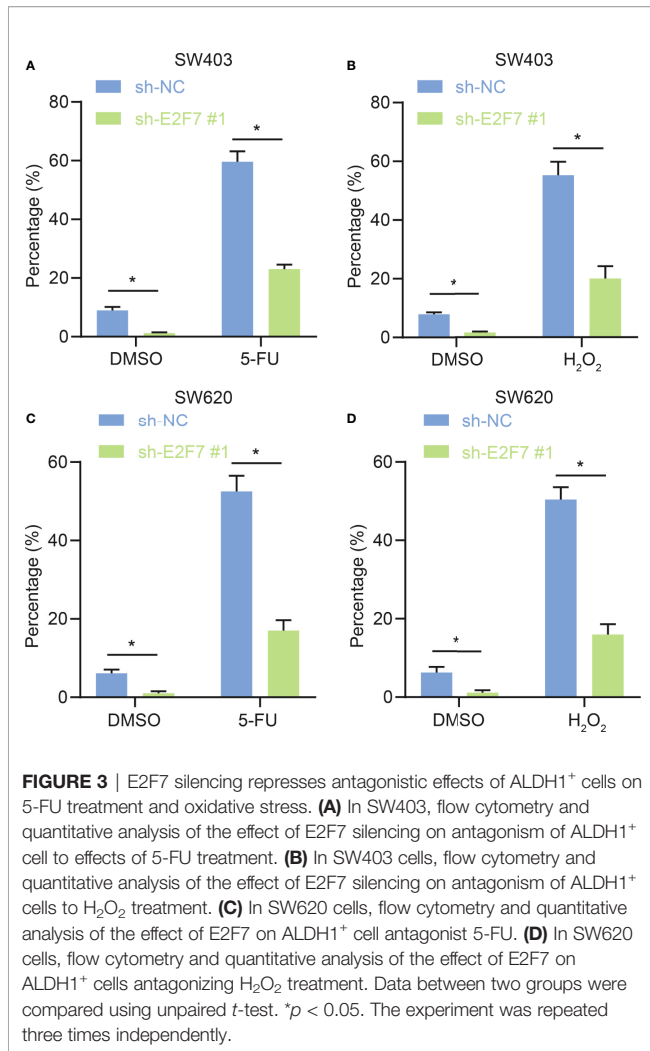 A
SW403
sh-NC
sh-E2F7 #1
Percentage (%)
80
60
40
20
0
*
*
DMSO
5-FU
B
SW403
sh-NC
sh-E2F7 #1
Percentage (%)
80
60
40
20
0
*
*
DMSO
H₂O₂
C
SW620
sh-NC
sh-E2F7 #1
Percentage (%)
60
40
20
0
*
*
DMSO
5-FU
D
SW620
sh-NC
sh-E2F7 #1
Percentage (%)
60
40
20
0
*
*
DMSO
H₂O₂
FIGURE 3 | E2F7 silencing represses antagonistic effects of ALDH1⁺ cells on
5-FU treatment and oxidative stress. (A) In SW403, flow cytometry and
quantitative analysis of the effect of E2F7 silencing on antagonism of ALDH1⁺
cell to effects of 5-FU treatment. (B) In SW403 cells, flow cytometry and
quantitative analysis of the effect of E2F7 silencing on antagonism of ALDH1⁺
cells to H₂O₂ treatment. (C) In SW620 cells, flow cytometry and quantitative
analysis of the effect of E2F7 on ALDH1⁺ cell antagonist 5-FU. (D) In SW620
cells, flow cytometry and quantitative analysis of the effect of E2F7 on
ALDH1⁺ cells antagonizing H₂O₂ treatment. Data between two groups were
compared using unpaired t-test. *p < 0.05. The experiment was repeated
three times independently.